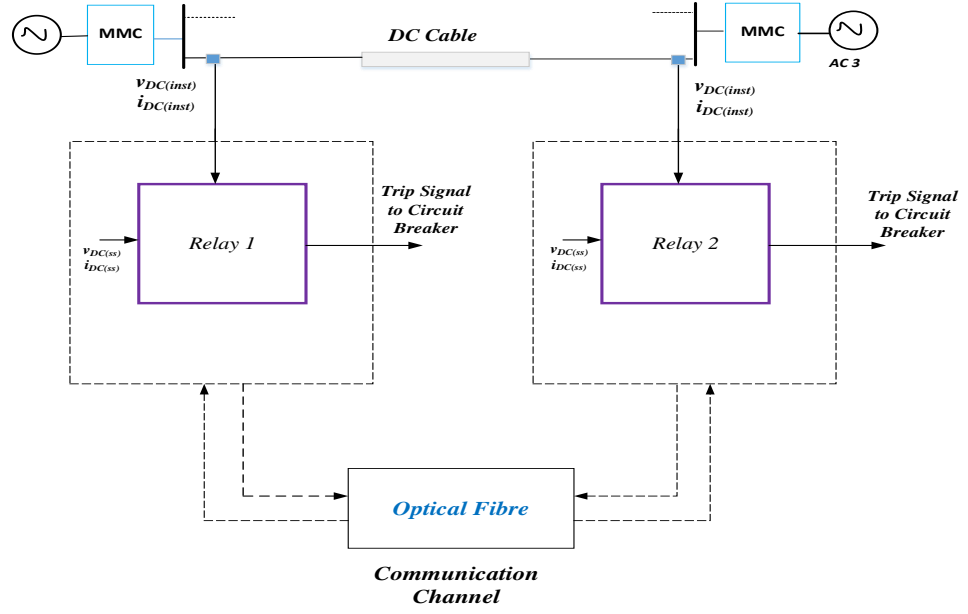 MMC
DC Cable
MMC
AC 3
vDC(inst)
iDC(inst)
vDC(inst)
iDC(inst)
Trip Signal
to Circuit
Breaker
Trip Signal
to Circuit
Breaker
Relay 1
Relay 2
vDC(ss)
iDC(ss)
vDC(ss)
iDC(ss)
Optical Fibre
Communication
Channel